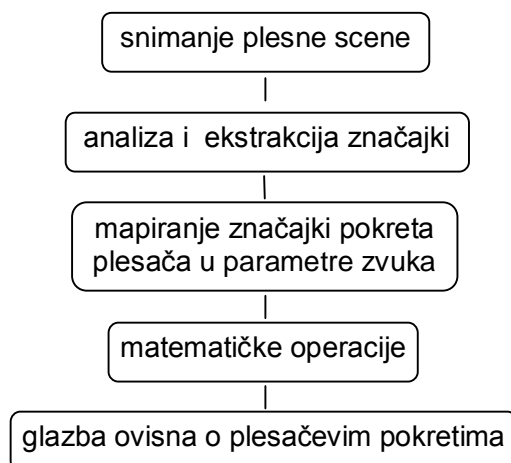 snimanje plesne scene
analiza i ekstrakcija značajki
mapiranje značajki pokreta
plesača u parametre zvuka
matematičke operacije
glazba ovisna o plesačevim pokretima